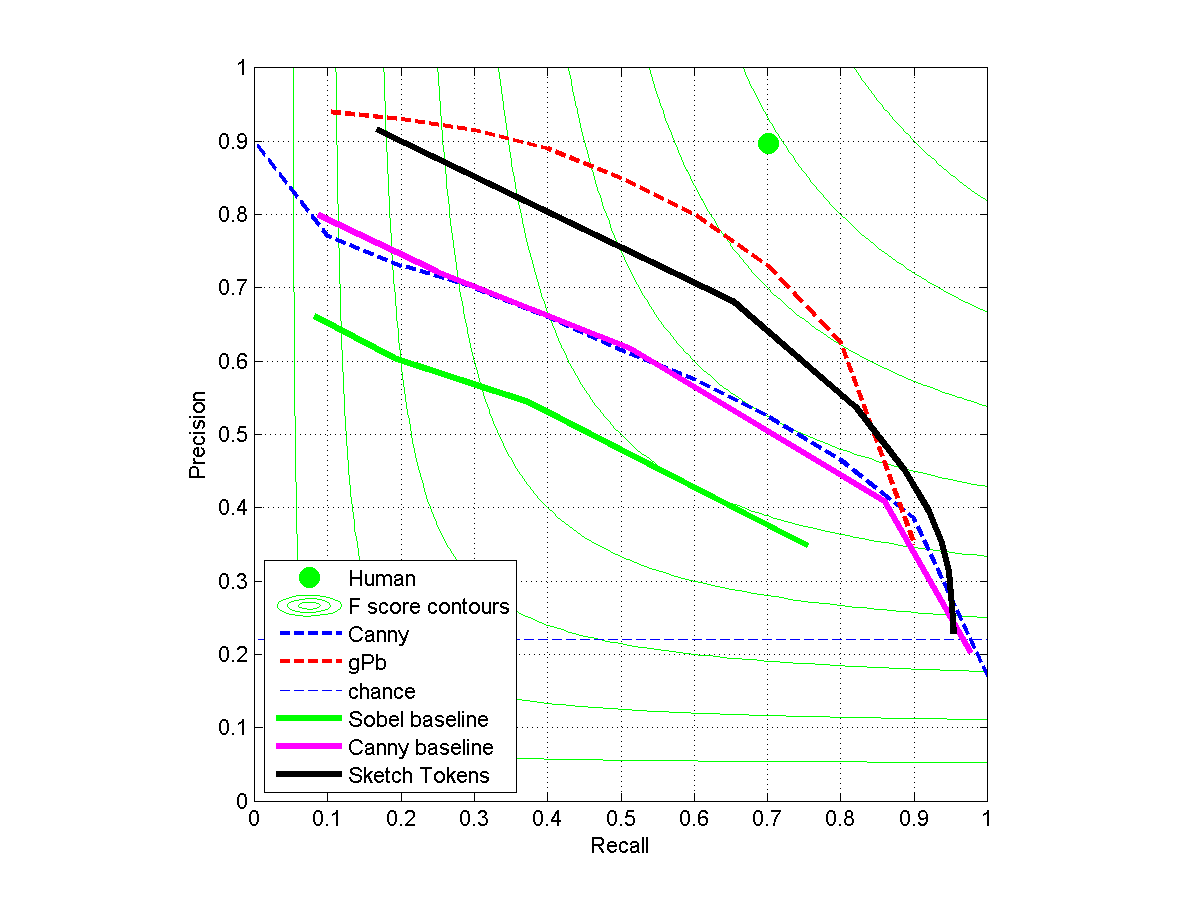 1
0.9
0.8
0.7
0.6
0.5
0.4
0.3
0.2
0.1
0
Precision
Human
F score contours
Canny
gPb
chance
Sobel baseline
Canny baseline
Sketch Tokens
0 0.1 0.2 0.3 0.4 0.5 0.6 0.7 0.8 0.9 1
Recall